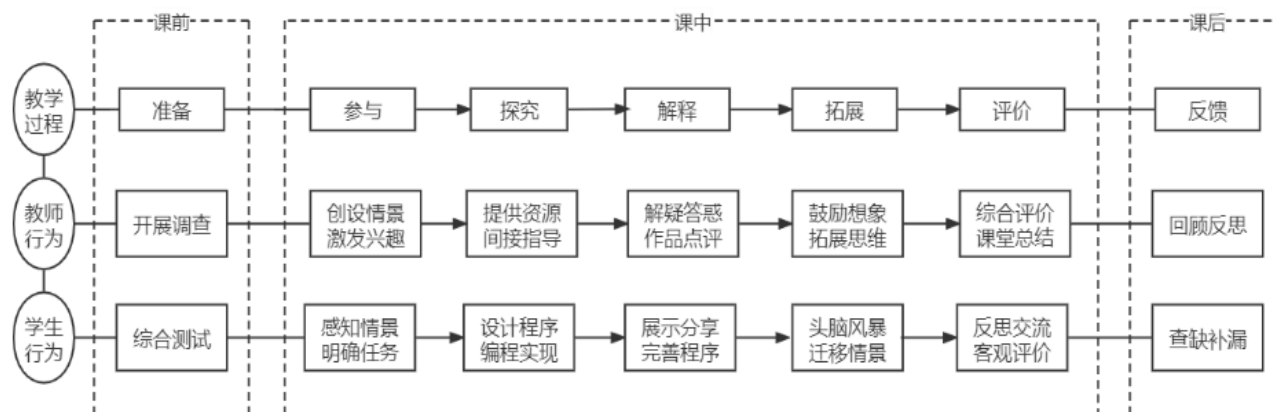 课前
课中
课后
教学
过程
准备
参与
探究
解释
拓展
评价
反馈
教师
行为
开展调查
创设情景
激发兴趣
提供资源
间接指导
解疑答惑
作品点评
鼓励想象
拓展思维
综合评价
课堂总结
回顾反思
学生
行为
综合测试
感知情景
明确任务
设计程序
编程实现
展示分享
完善程序
头脑风暴
迁移情景
反思交流
客观评价
查缺补漏